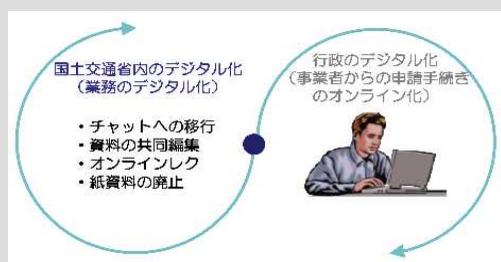 国土交通省内のデジタル化
（業務のデジタル化）
・チャットへの移行
・資料の共同編集
・オンラインレク
・紙資料の廃止
行政のデジタル化
（事業者からの申請手続き
のオンライン化）